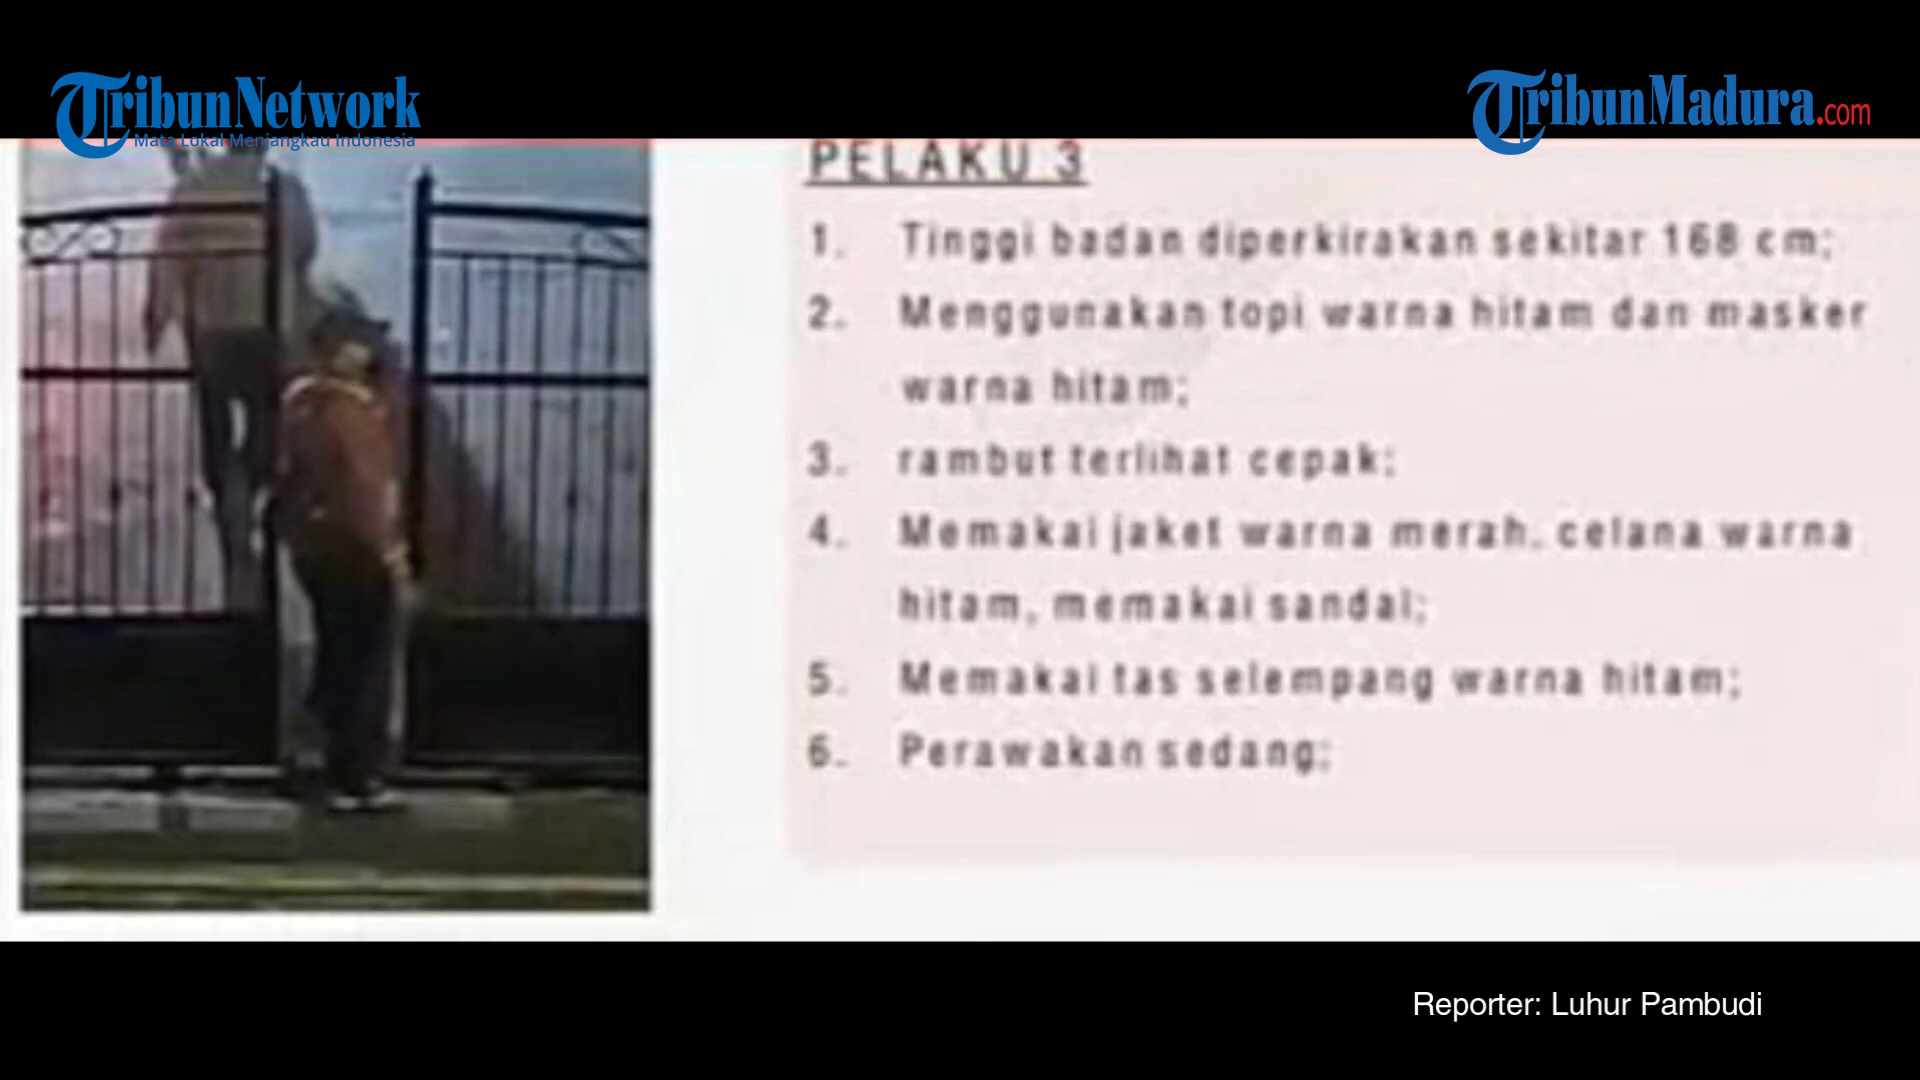 TribunNetwork
Mata Lokal Menjangkau Indonesia
TribunMadura.com
PELAKU 3
1. Tinggi badan diperkirakan sekitar 168 cm;
2. Menggunakan topi warna hitam dan masker
warna hitam;
3. rambut terlihat cepak;
4. Memakai jaket warna merah, celana warna
hitam, memakai sandal;
5. Memakai tas selempang warna hitam;
6. Perawakan sedang;
Reporter: Luhur Pambudi